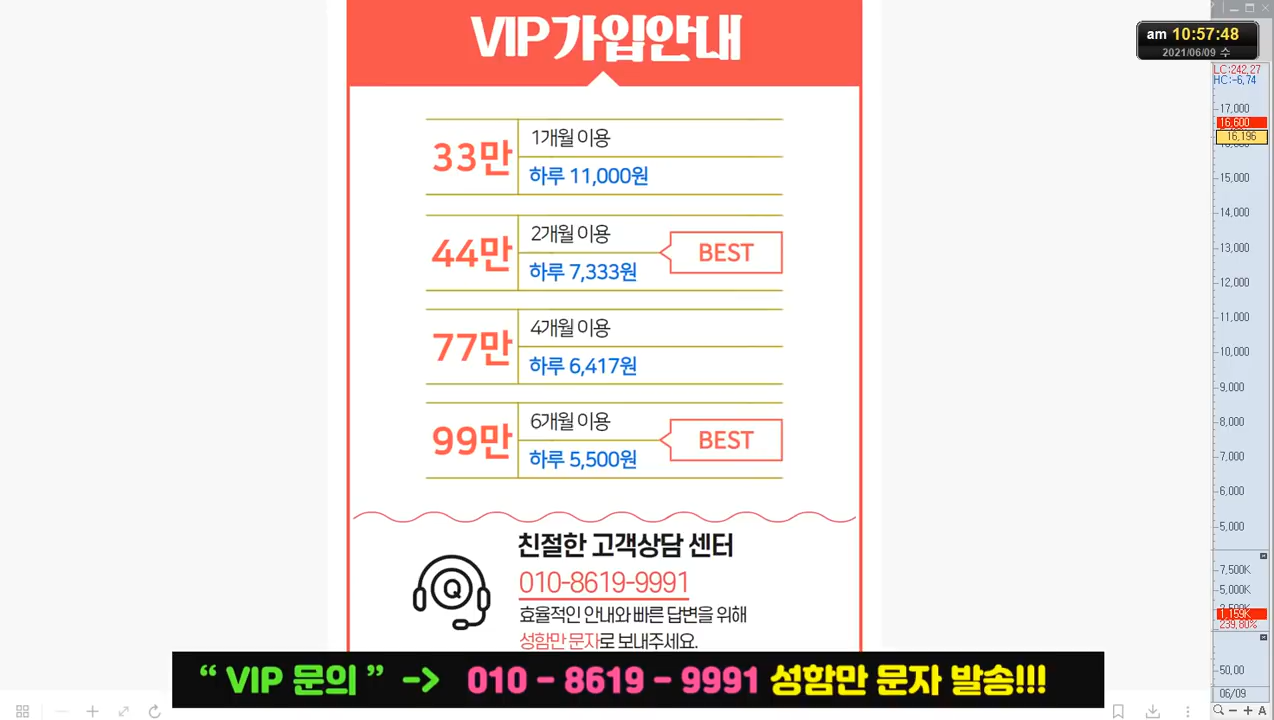 VIP가입안내
am 10:57:48
2021/06/09 수
LC:242,27
HC:-6,74
17,000
16,600
16,196
15,000
14,000
13,000
12,000
11,000
10,000
9,000
8,000
7,000
6,000
5,000
7,500K
5,000K
1,159K
239,80%
50,00
06/09
A
33만
1개월 이용
하루 11,000원
44만
2개월 이용
하루 7,333원
BEST
77만
4개월 이용
하루 6,417원
99만
6개월 이용
하루 5,500원
BEST
친절한 고객상담 센터
Q
010-8619-9991
효율적인 안내와 빠른 답변을 위해
성함만 문자로 보내주세요.
“ VIP 문의 ” -> 010 - 8619 - 9991 성함만 문자 발송!!!